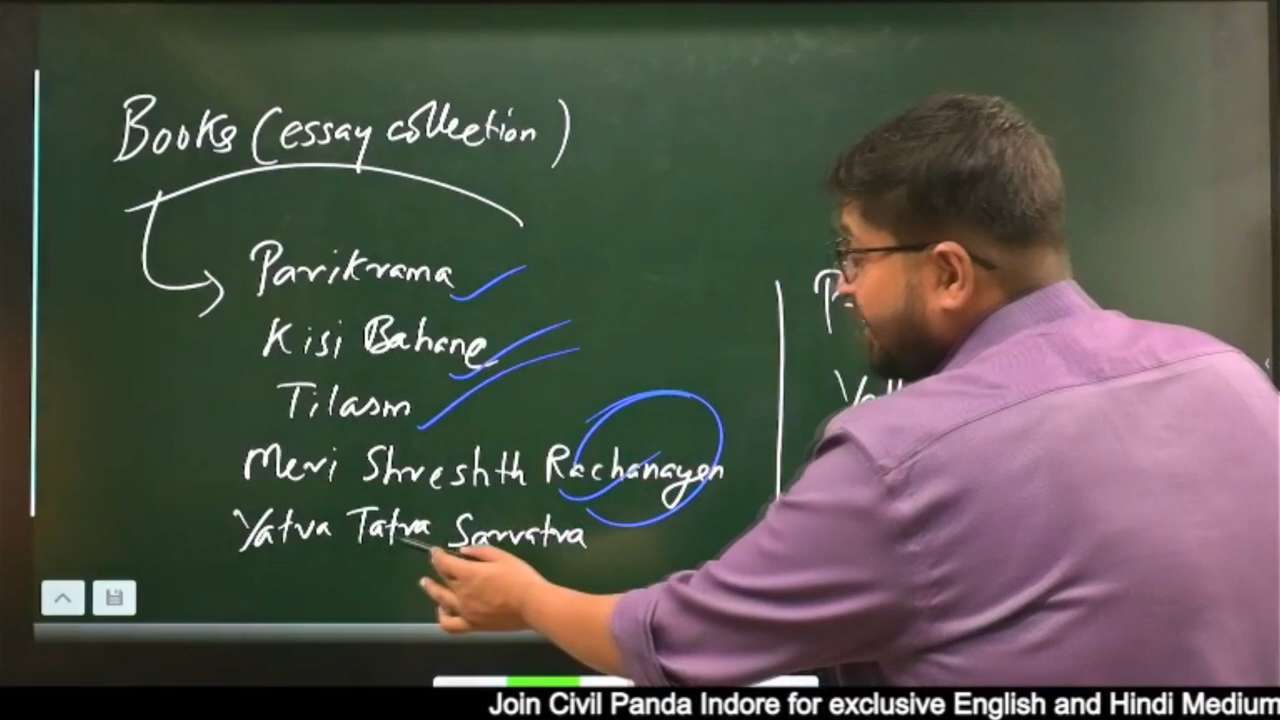 Books (essay collection)
Parikrama
Kisi Bahane
Tilasm
Meri Shreshth Rachanayen
Yatra Tatra Sarvatra
Join Civil Panda Indore for exclusive English and Hindi Medium